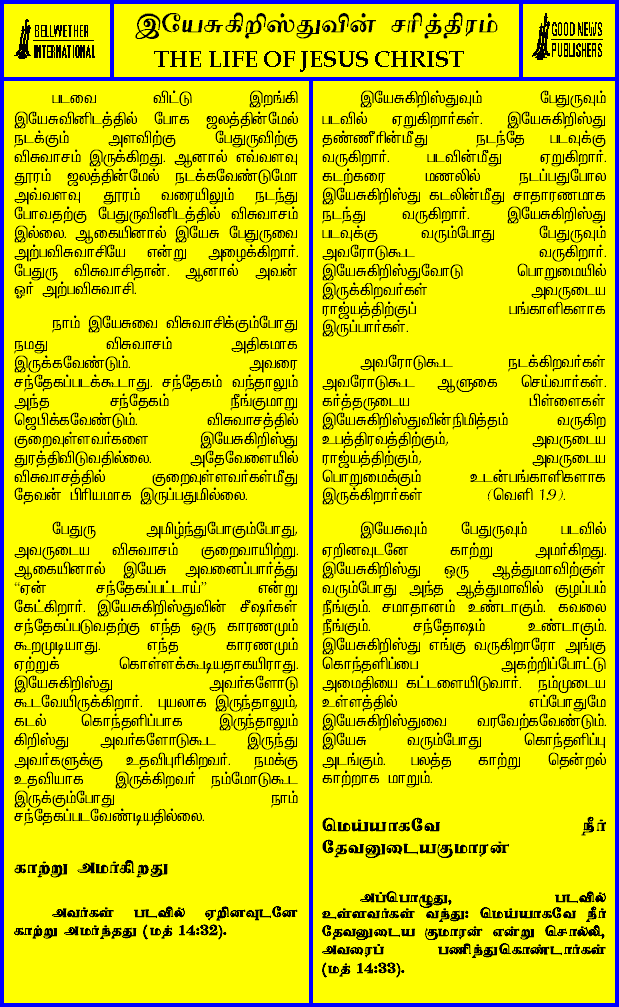 BELLWETHER
INTERNATIONAL
இயேசுகிறிஸ்துவின் சரித்திரம்
THE LIFE OF JESUS CHRIST
GOOD NEWS
PUBLISHERS
படவை விட்டு இறங்கி
இயேசுவினிடத்தில் போக ஜலத்தின்மேல்
நடக்கும் அளவிற்கு பேதுருவிற்கு
விசுவாசம் இருக்கிறது. ஆனால் எவ்வளவு
தூரம் ஜலத்தின்மேல் நடக்கவேண்டுமோ
அவ்வளவு தூரம் வரையிலும் நடந்து
போவதற்கு பேதுருவினிடத்தில் விசுவாசம்
இல்லை. ஆகையினால் இயேசு பேதுருவை
அற்பவிசுவாசியே என்று அழைக்கிறார்.
பேதுரு விசுவாசிதான். ஆனால் அவன்
ஓர் அற்பவிசுவாசி.
நாம் இயேசுவை விசுவாசிக்கும்போது
நமது விசுவாசம் அதிகமாக
இருக்கவேண்டும். அவரை
சந்தேகப்படக்கூடாது. சந்தேகம் வந்தாலும்
அந்த சந்தேகம் நீங்குமாறு
ஜெபிக்கவேண்டும். விசுவாசத்தில்
குறைவுள்ளவர்களை இயேசுகிறிஸ்து
துரத்திவிடுவதில்லை. அதேவேளையில்
விசுவாசத்தில் குறைவுள்ளவர்கள்மீது
தேவன் பிரியமாக இருப்பதுமில்லை.
பேதுரு அமிழ்ந்துபோகும்போது,
அவருடைய விசுவாசம் குறைவாயிற்று.
ஆகையினால் இயேசு அவனைப்பார்த்து
“ஏன் சந்தேகப்பட்டாய்” என்று
கேட்கிறார். இயேசுகிறிஸ்துவின் சீஷர்கள்
சந்தேகப்படுவதற்கு எந்த ஒரு காரணமும்
கூறமுடியாது. எந்த காரணமும்
ஏற்றுக் கொள்ளக்கூடியதாகயிராது.
இயேசுகிறிஸ்து அவர்களோடு
கூடவேயிருக்கிறார். புயலாக இருந்தாலும்,
கடல் கொந்தளிப்பாக இருந்தாலும்
கிறிஸ்து அவர்களோடுகூட இருந்து
அவர்களுக்கு உதவிபுரிகிறவர். நமக்கு
உதவியாக இருக்கிறவர் நம்மோடுகூட
இருக்கும்போது நாம்
சந்தேகப்படவேண்டியதில்லை.
காற்று அமர்கிறது
அவர்கள் படவில் ஏறினவுடனே
காற்று அமர்ந்தது (மத் 14:32).
இயேசுகிறிஸ்துவும் பேதுருவும்
படவில் ஏறுகிறார்கள். இயேசுகிறிஸ்து
தண்ணீரின்மீது நடந்தே படவுக்கு
வருகிறார். படவின்மீது ஏறுகிறார்.
கடற்கரை மணலில் நடப்பதுபோல
இயேசுகிறிஸ்து கடலின்மீது சாதாரணமாக
நடந்து வருகிறார். இயேசுகிறிஸ்து
படவுக்கு வரும்போது பேதுருவும்
அவரோடுகூட வருகிறார்.
இயேசுகிறிஸ்துவோடு பொறுமையில்
இருக்கிறவர்கள் அவருடைய
ராஜ்யத்திற்குப் பங்காளிகளாக
இருப்பார்கள்.
அவரோடுகூட நடக்கிறவர்கள்
அவரோடுகூட ஆளுகை செய்வார்கள்.
கர்த்தருடைய பிள்ளைகள்
இயேசுகிறிஸ்துவின்நிமித்தம் வருகிற
உபத்திரவத்திற்கும், அவருடைய
ராஜ்யத்திற்கும், அவருடைய
பொறுமைக்கும் உடன்பங்காளிகளாக
இருக்கிறார்கள் (வெளி 1:9).
இயேசுவும் பேதுருவும் படவில்
ஏறினவுடனே காற்று அமர்கிறது.
இயேசுகிறிஸ்து ஒரு ஆத்துமாவிற்குள்
வரும்போது அந்த ஆத்துமாவில் குழப்பம்
நீங்கும். சமாதானம் உண்டாகும். கவலை
நீங்கும். சந்தோஷம் உண்டாகும்.
இயேசுகிறிஸ்து எங்கு வருகிறாரோ அங்கு
கொந்தளிப்பை அகற்றிப்போட்டு
அமைதியை கட்டளையிடுவார். நம்முடைய
உள்ளத்தில் எப்போதுமே
இயேசுகிறிஸ்துவை வரவேற்கவேண்டும்.
இயேசு வரும்போது கொந்தளிப்பு
அடங்கும். பலத்த காற்று தென்றல்
காற்றாக மாறும்.
மெய்யாகவே நீர்
தேவனுடையகுமாரன்
அப்பொழுது, படவில்
உள்ளவர்கள் வந்து: மெய்யாகவே நீர்
தேவனுடைய குமாரன் என்று சொல்லி,
அவரைப் பணிந்துகொண்டார்கள்
(மத் 14:33).